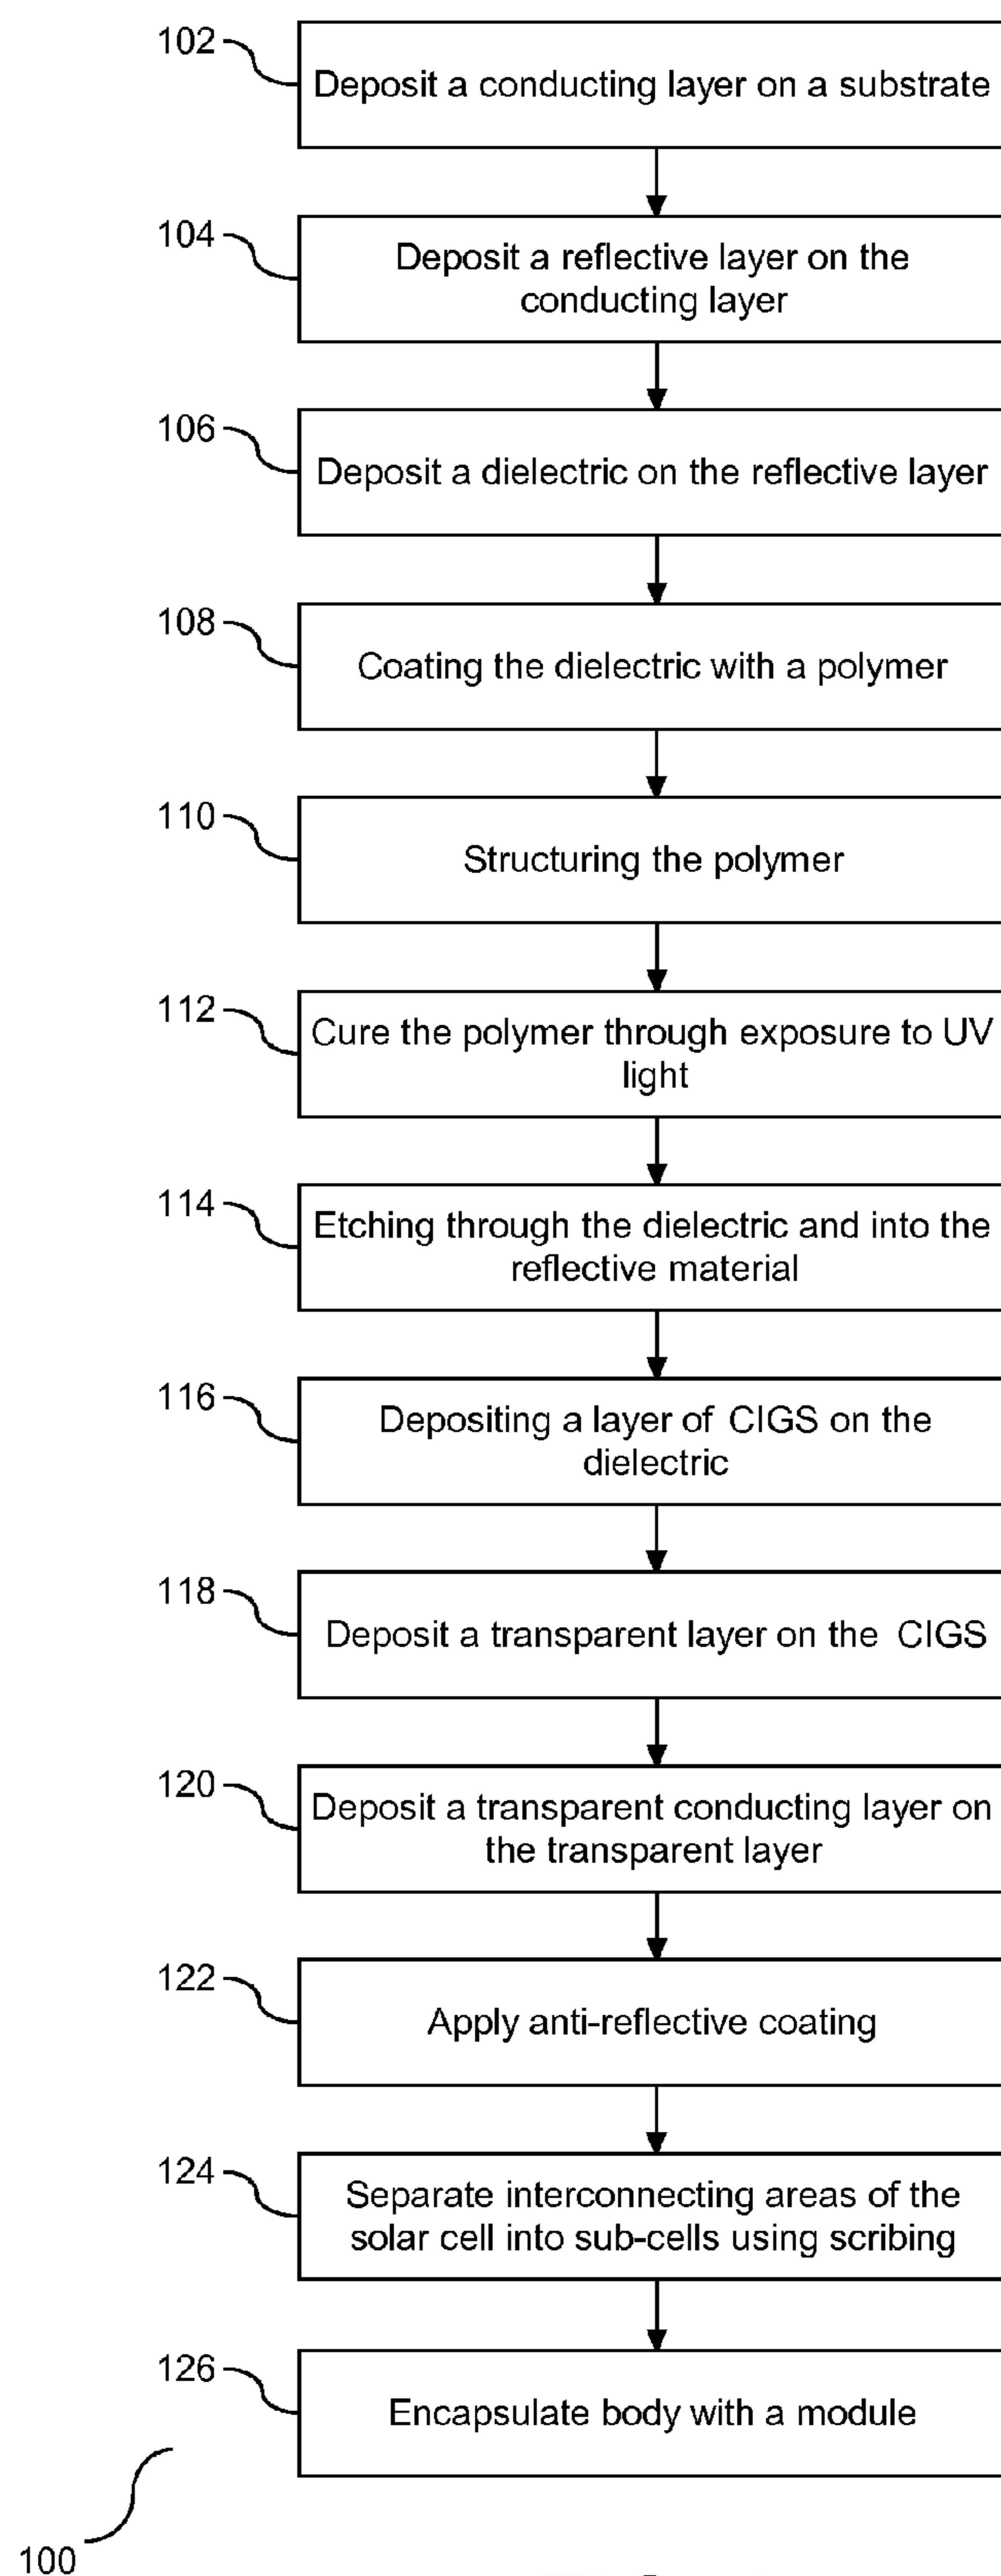 102
Deposit a conducting layer on a substrate
104
Deposit a reflective layer on the
conducting layer
106
Deposit a dielectric on the reflective layer
108
Coating the dielectric with a polymer
110
Structuring the polymer
112
Cure the polymer through exposure to UV
light
114
Etching through the dielectric and into the
reflective material
116
Depositing a layer of CIGS on the
dielectric
118
Deposit a transparent layer on the CIGS
120
Deposit a transparent conducting layer on
the transparent layer
122
Apply anti-reflective coating
124
Separate interconnecting areas of the
solar cell into sub-cells using scribing
126
Encapsulate body with a module
100